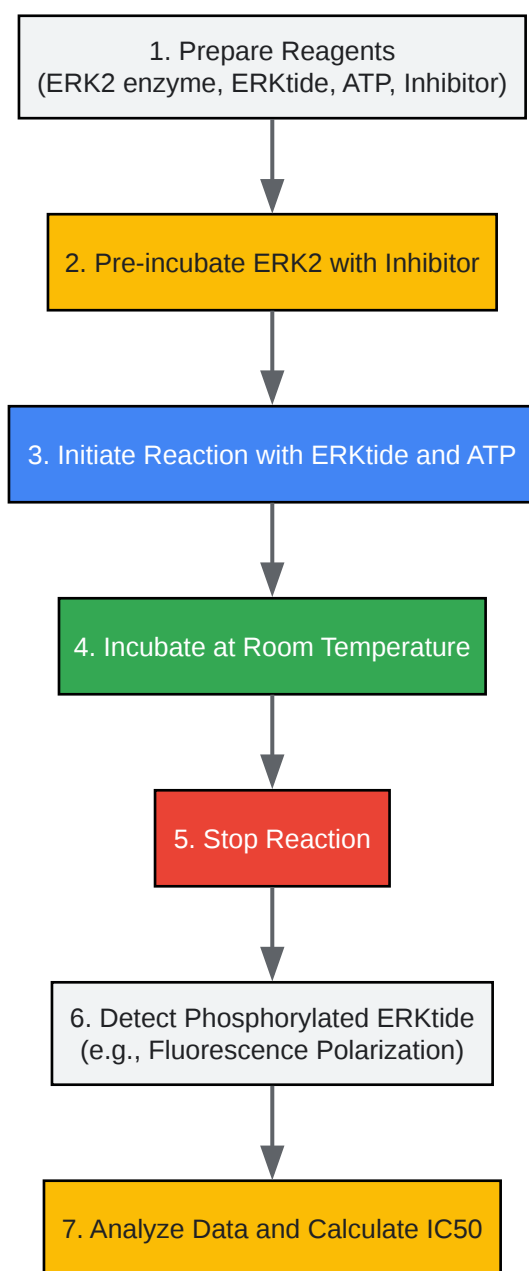 1. Prepare Reagents
(ERK2 enzyme, ERKtide, ATP, Inhibitor)
2. Pre-incubate ERK2 with Inhibitor
3. Initiate Reaction with ERKtide and ATP
4. Incubate at Room Temperature
5. Stop Reaction
6. Detect Phosphorylated ERKtide
(e.g., Fluorescence Polarization)
7. Analyze Data and Calculate IC50